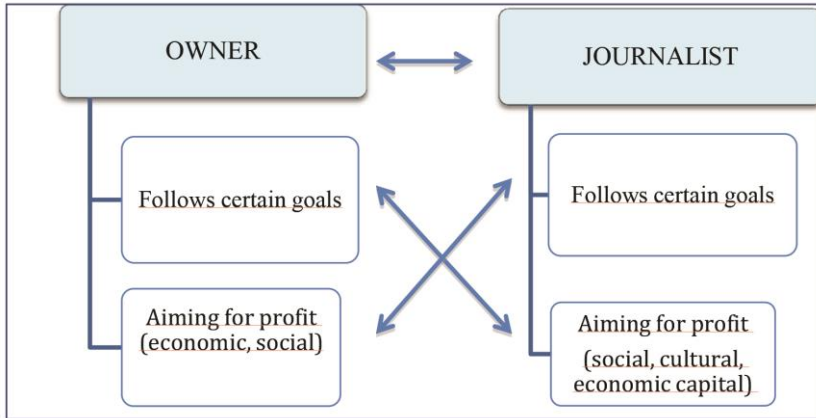 OWNER
JOURNALIST
Follows certain goals
Follows certain goals
Aiming for profit
(economic, social)
Aiming for profit
(social, cultural,
economic capital)